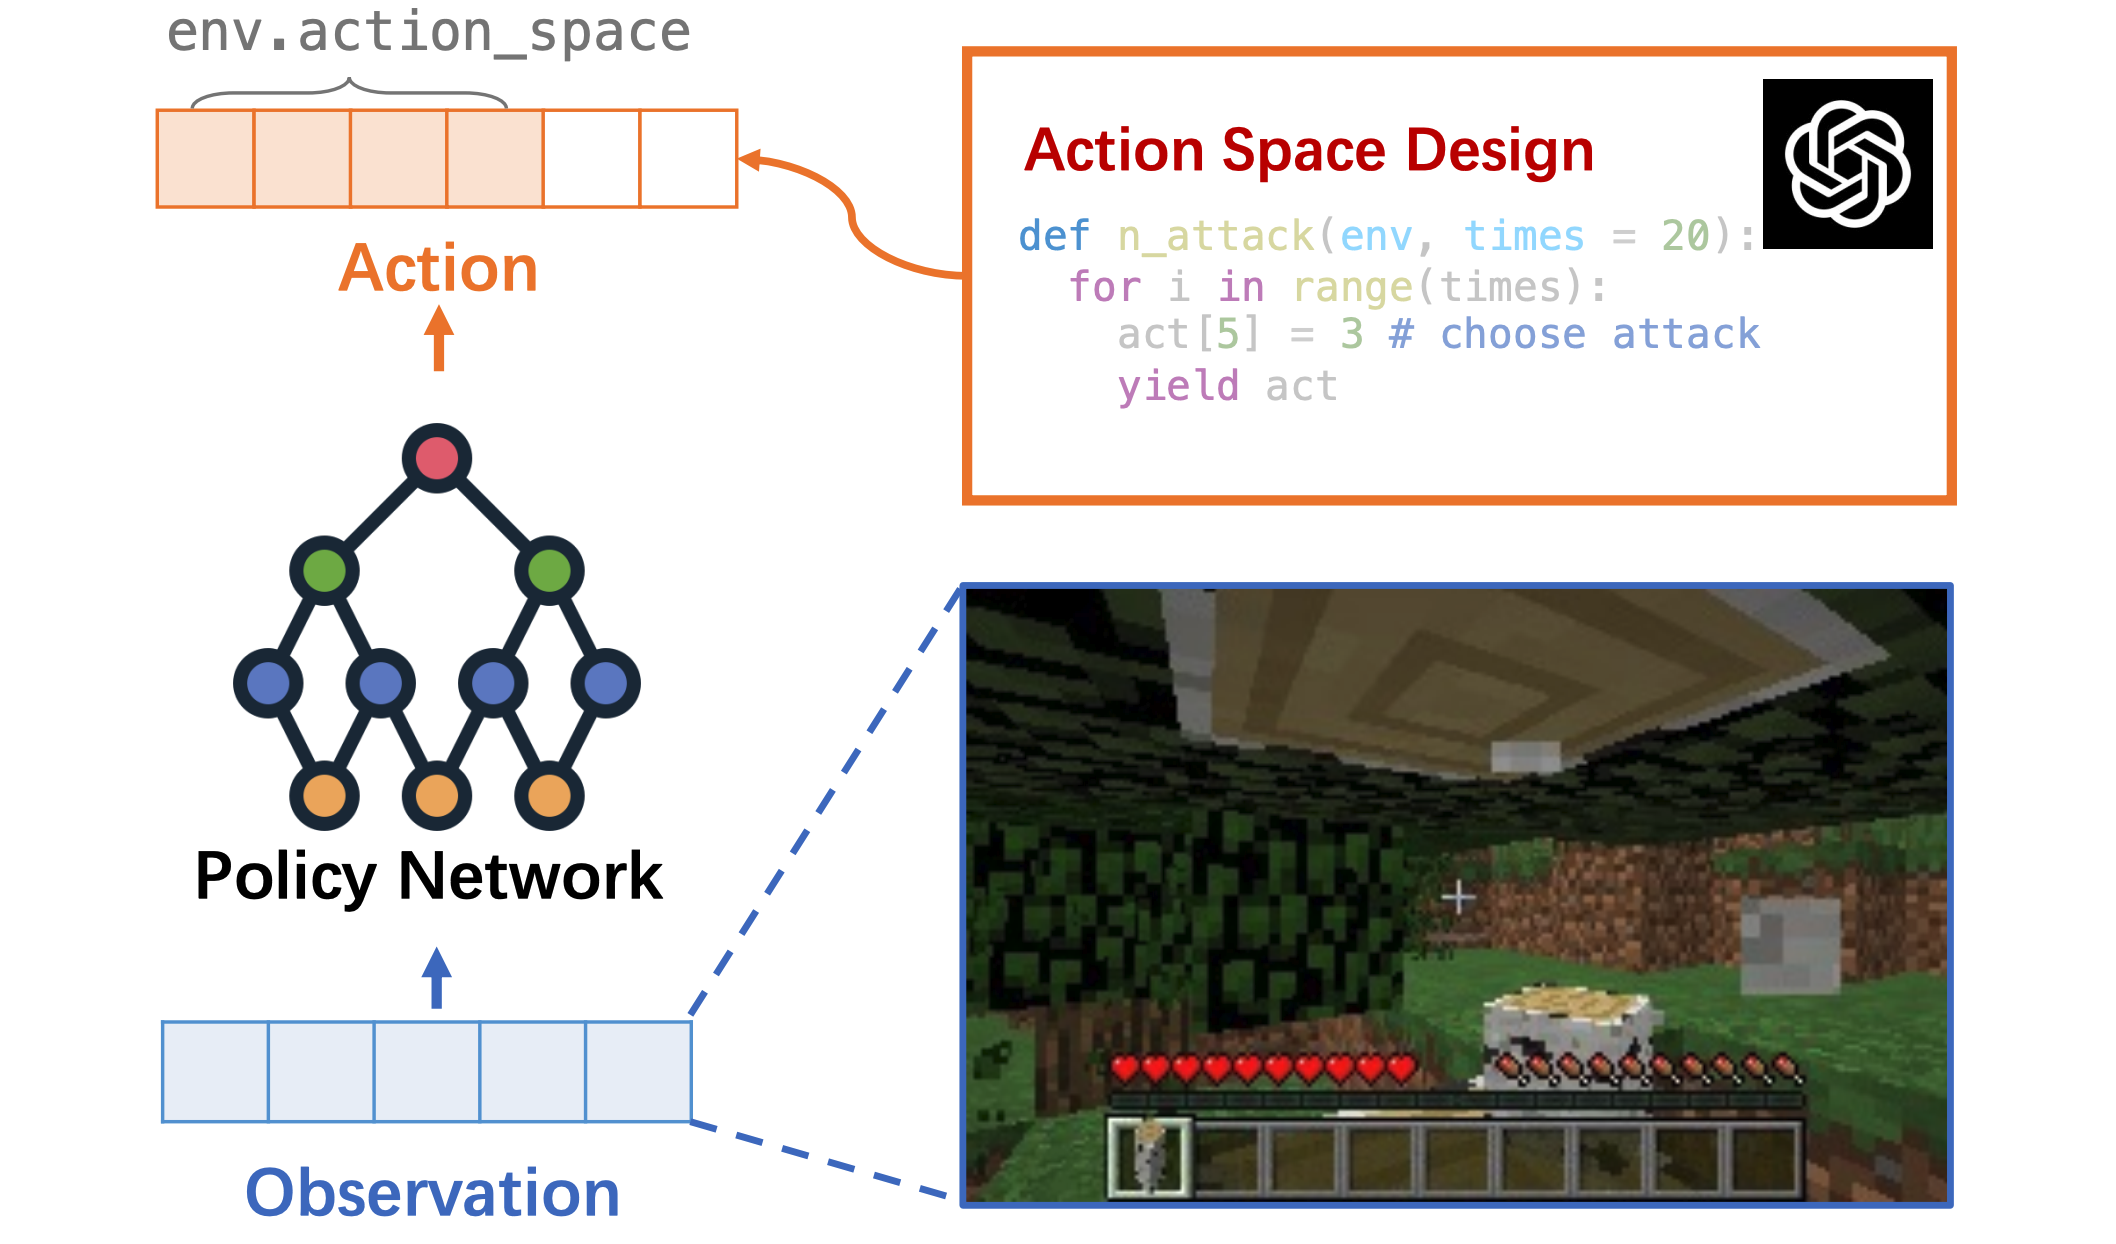 env.action_space
Action
Policy Network
Observation
Action Space Design
def n_attack(env, times = 20):
for i in range(times):
act[5] = 3 # choose attack
yield act